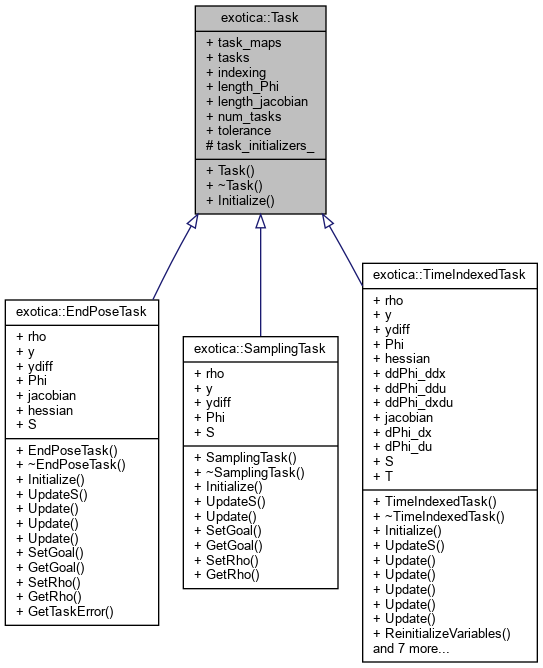 exotica::Task
+ task_maps
+ tasks
+ indexing
+ length_Phi
+ length_jacobian
+ num_tasks
+ tolerance
# task_initializers_
+ Task()
+ ~Task()
+ Initialize()
exotica::EndPoseTask
+ rho
+ y
+ ydiff
+ Phi
+ jacobian
+ hessian
+ S
+ EndPoseTask()
+ ~EndPoseTask()
+ Initialize()
+ UpdateS()
+ Update()
+ Update()
+ Update()
+ SetGoal()
+ GetGoal()
+ SetRho()
+ GetRho()
+ GetTaskError()
exotica::SamplingTask
+ rho
+ y
+ ydiff
+ Phi
+ S
+ SamplingTask()
+ ~SamplingTask()
+ Initialize()
+ UpdateS()
+ Update()
+ SetGoal()
+ GetGoal()
+ SetRho()
+ GetRho()
exotica::TimeIndexedTask
+ rho
+ y
+ ydiff
+ Phi
+ hessian
+ ddPhi_ddx
+ ddPhi_ddu
+ ddPhi_dxdu
+ jacobian
+ dPhi_dx
+ dPhi_du
+ S
+ T
+ TimeIndexedTask()
+ ~TimeIndexedTask()
+ Initialize()
+ UpdateS()
+ Update()
+ Update()
+ Update()
+ Update()
+ Update()
+ ReinitializeVariables()
and 7 more...